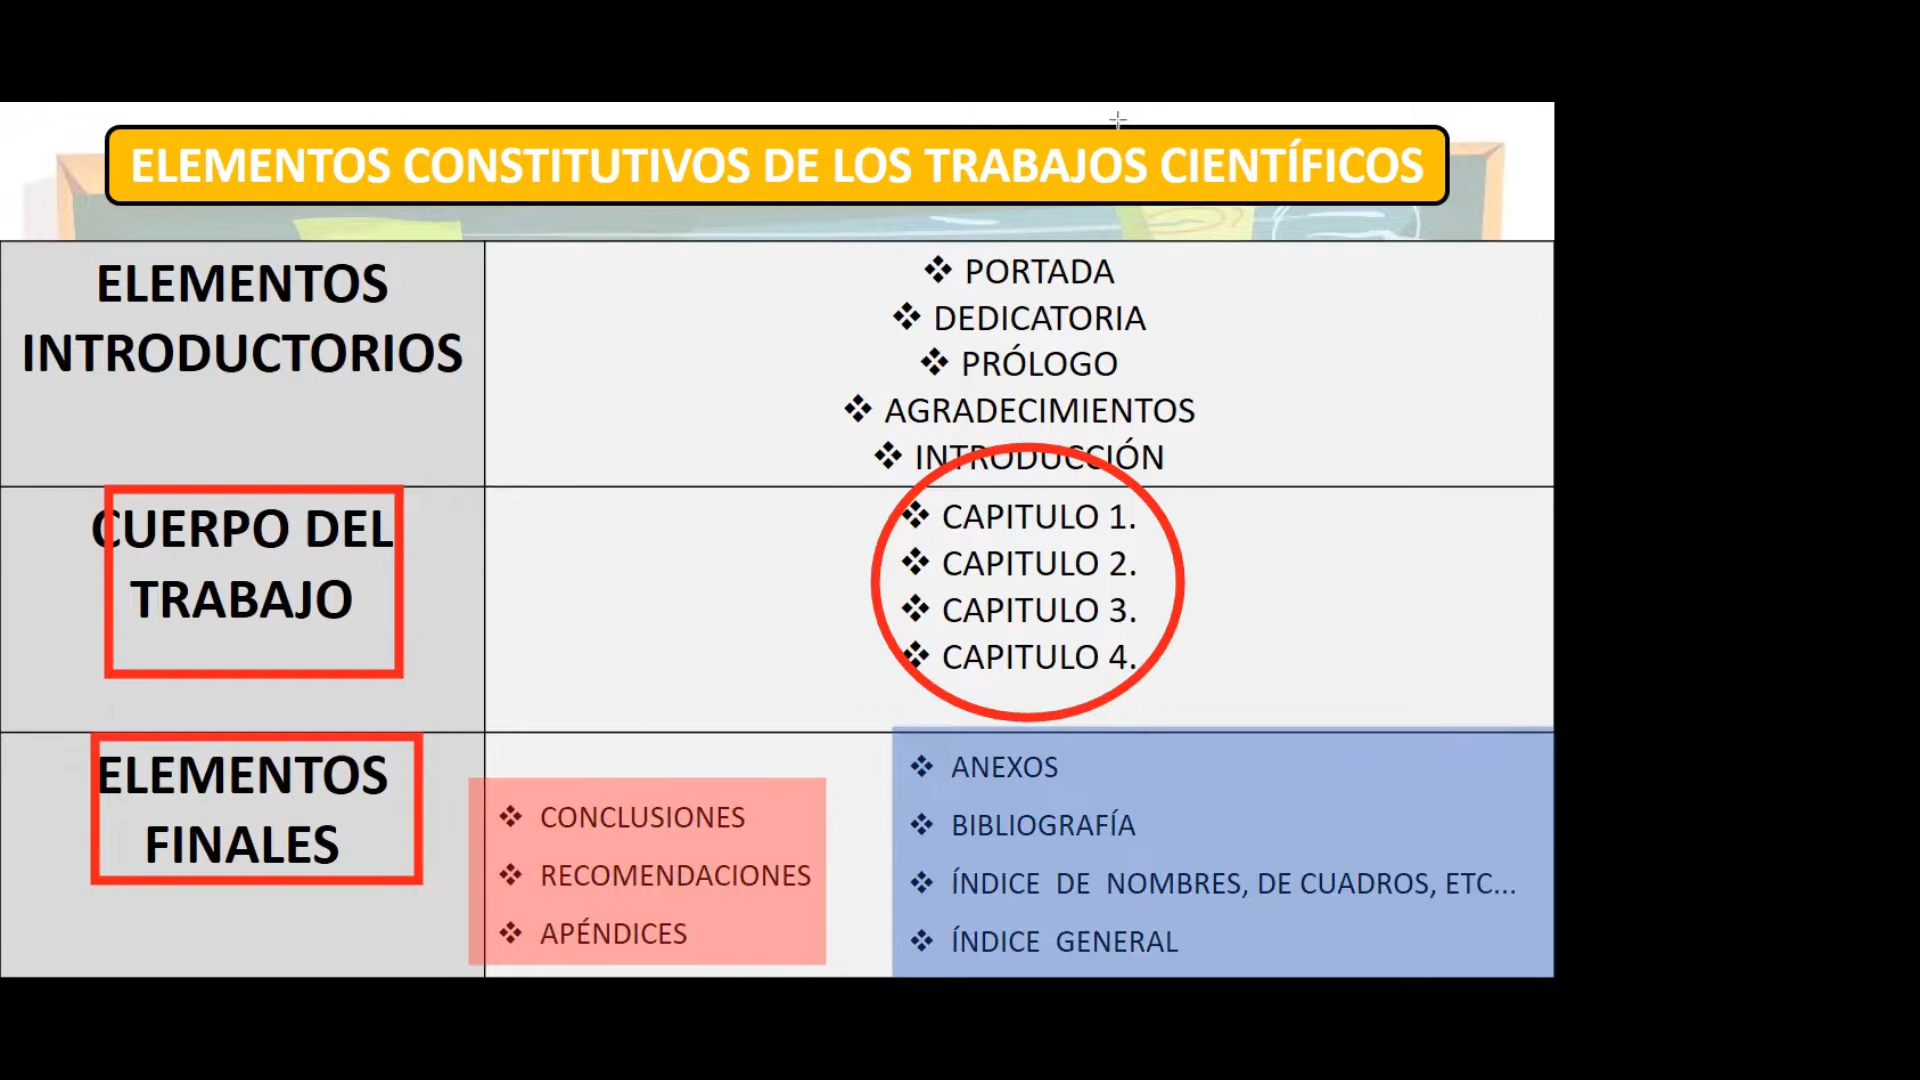 ELEMENTOS CONSTITUTIVOS DE LOS TRABAJOS CIENTÍFICOS
ELEMENTOS
INTRODUCTORIOS
❖ PORTADA
❖ DEDICATORIA
❖ PRÓLOGO
❖ AGRADECIMIENTOS
❖ INTRODUCCIÓN
CUERPO DEL
TRABAJO
❖ CAPITULO 1.
❖ CAPITULO 2.
❖ CAPITULO 3.
❖ CAPITULO 4.
ELEMENTOS
FINALES
❖ CONCLUSIONES
❖ RECOMENDACIONES
❖ APÉNDICES
❖ ANEXOS
❖ BIBLIOGRAFÍA
❖ ÍNDICE DE NOMBRES, DE CUADROS, ETC...
❖ ÍNDICE GENERAL